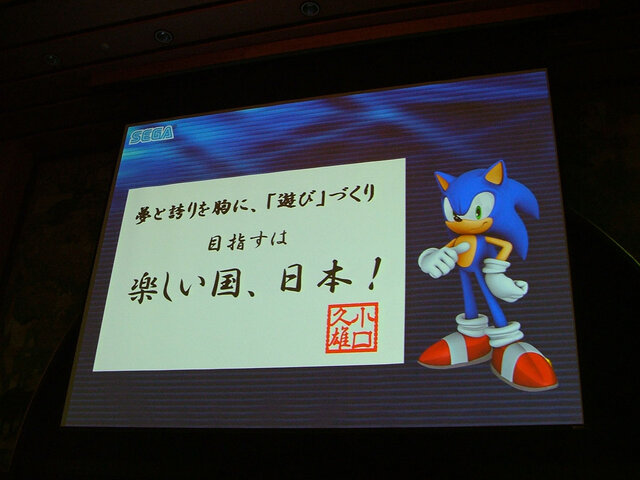 SEGA
夢と誇りを胸に、「遊び」づくり
目指すは
楽しい国、日本！
小口
久雄